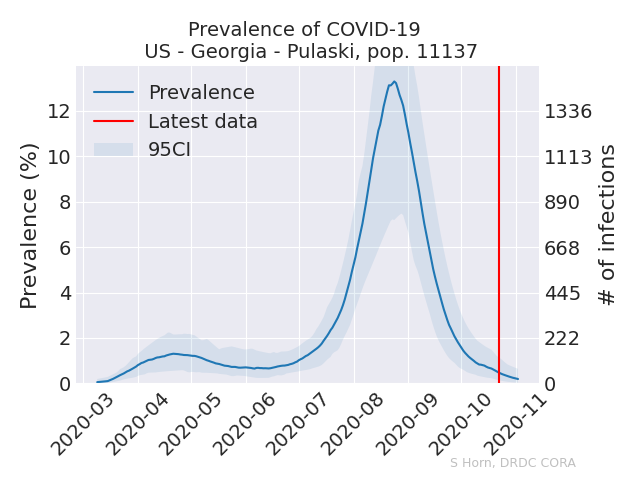 Prevalence of COVID-19
US - Georgia - Pulaski, pop. 11137
Prevalence
Latest data
95CI
Prevalence (%)
12
10
8
6
4
2
0
1336
1113
890
668
445
222
0
# of infections
2020-03
2020-04
2020-05
2020-06
2020-07
2020-08
2020-09
2020-10
2020-11
S Horn, DRDC CORA